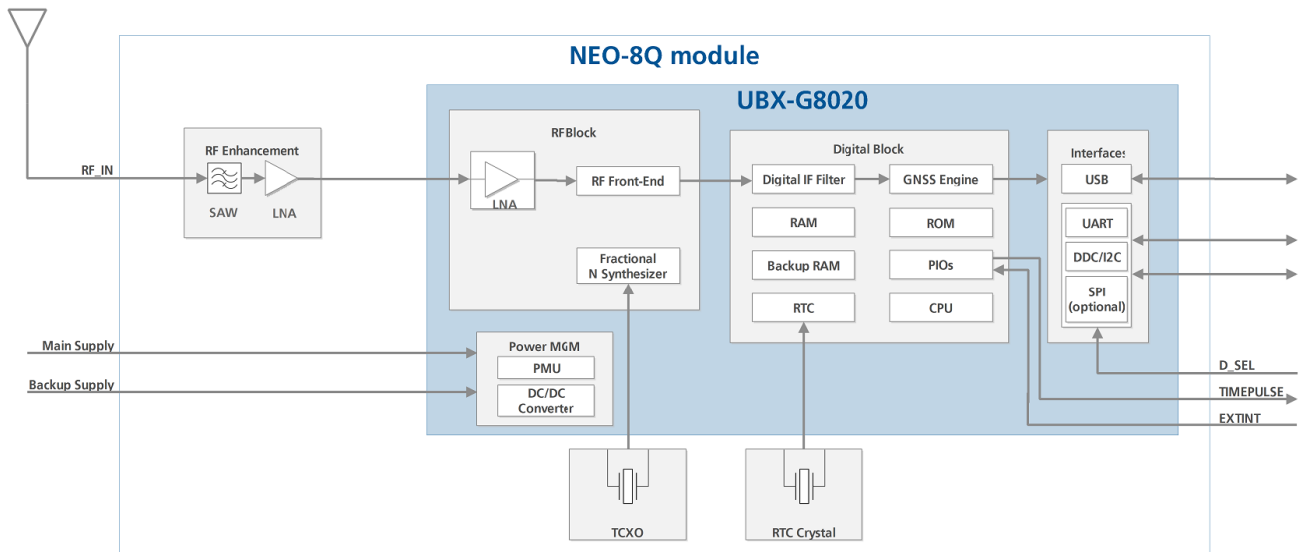 NEO-8Q module
UBX-G8020
RF_IN
RF Enhancement
SAW
LNA
RFBlock
LNA
RF Front-End
Fractional
N Synthesizer
Digital Block
Digital IF Filter
GNSS Engine
RAM
ROM
Backup RAM
PIOs
RTC
CPU
Interfaces
USB
UART
DDC/I2C
SPI
(optional)
Main Supply
Backup Supply
Power MGM
PMU
DC/DC
Converter
D_SEL
TIMEPULSE
EXTINT
TCXO
RTC Crystal